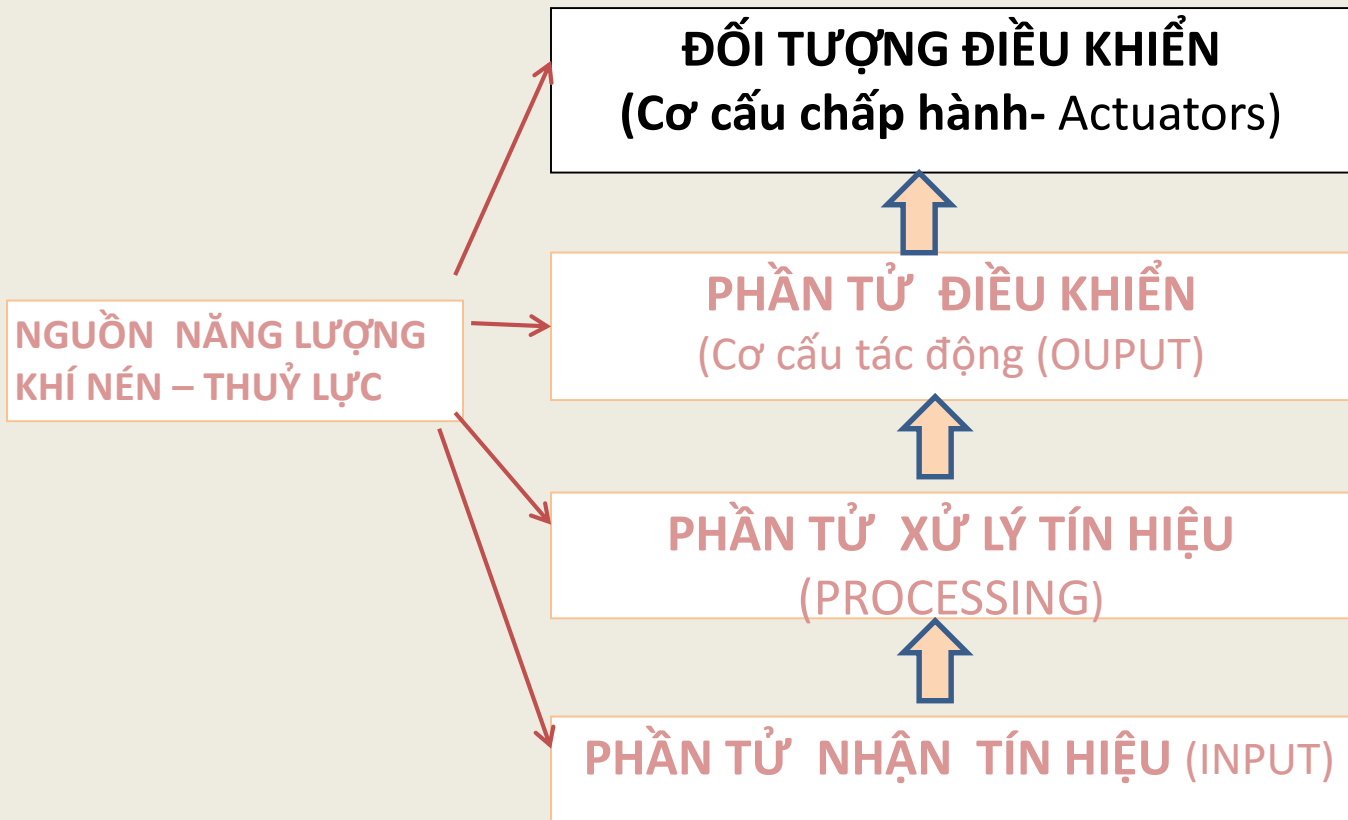 ĐỐI TƯỢNG ĐIỀU KHIỂN
(Cơ cấu chấp hành- Actuators)
PHẦN TỬ ĐIỀU KHIỂN
(Cơ cấu tác động (OUPUT)
NGUỒN NĂNG LƯỢNG
KHÍ NÉN – THUỶ LỰC
PHẦN TỬ XỬ LÝ TÍN HIỆU
(PROCESSING)
PHẦN TỬ NHẬN TÍN HIỆU (INPUT)